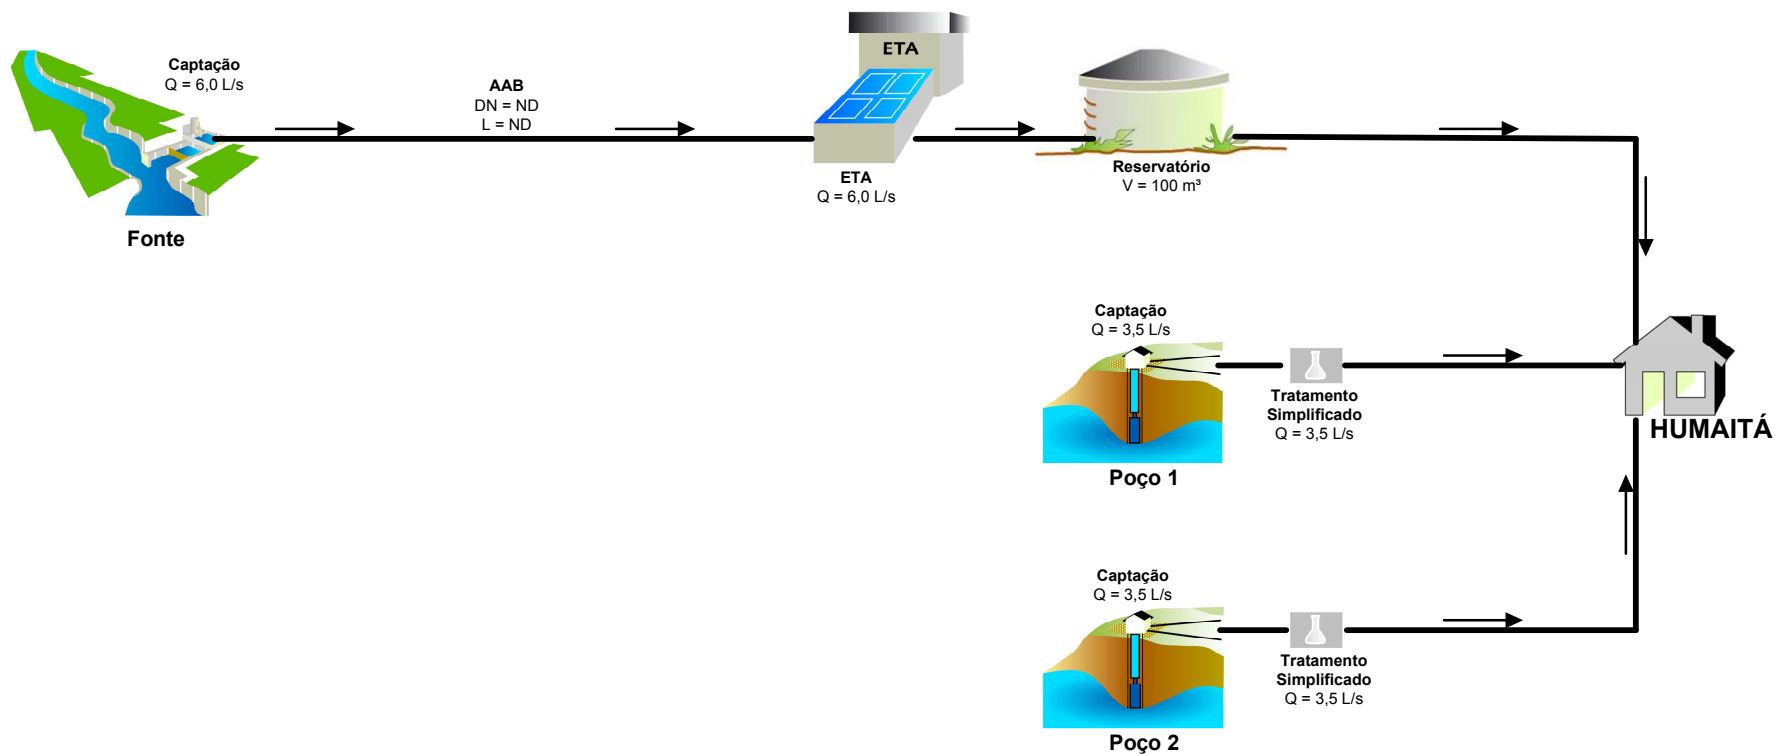 ETA
Captação
Q = 6,0 L/s
AAB
DN = ND
L = ND
ETA
Q = 6,0 L/s
Reservatório
V = 100 m³
Fonte
Captação
Q = 3,5 L/s
Tratamento
Simplificado
Q = 3,5 L/s
HUMAITÁ
Poço 1
Captação
Q = 3,5 L/s
Tratamento
Simplificado
Q = 3,5 L/s
Poço 2